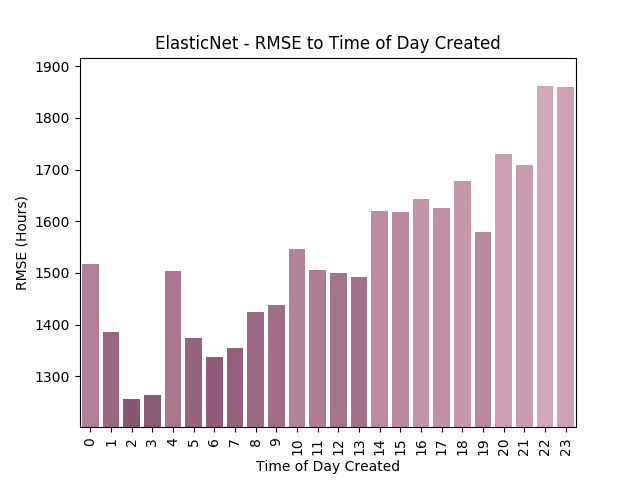 ElasticNet - RMSE to Time of Day Created
1900
1800
1700
1600
1500
1400
1300
RMSE (Hours)
0 1 2 3 4 5 6 7 8 9 10 11 12 13 14 15 16 17 18 19 20 21 22 23
Time of Day Created